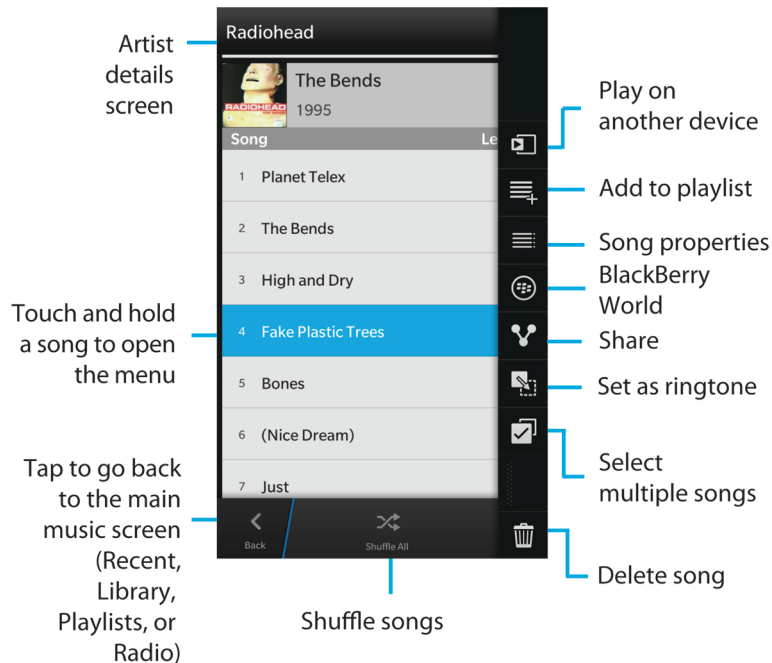 Artist
details
screen
Radiohead
RADIOHEAD
The Bends
1995
Song Le
1 Planet Telex
2 The Bends
3 High and Dry
4 Fake Plastic Trees
5 Bones
6 (Nice Dream)
7 Just
Back
Shuffle All
Touch and hold
a song to open
the menu
Tap to go back
to the main
music screen
(Recent,
Library,
Playlists, or
Radio)
Shuffle songs
Play on
another device
Add to playlist
Song properties
BlackBerry
World
Share
Set as ringtone
Select
multiple songs
Delete song